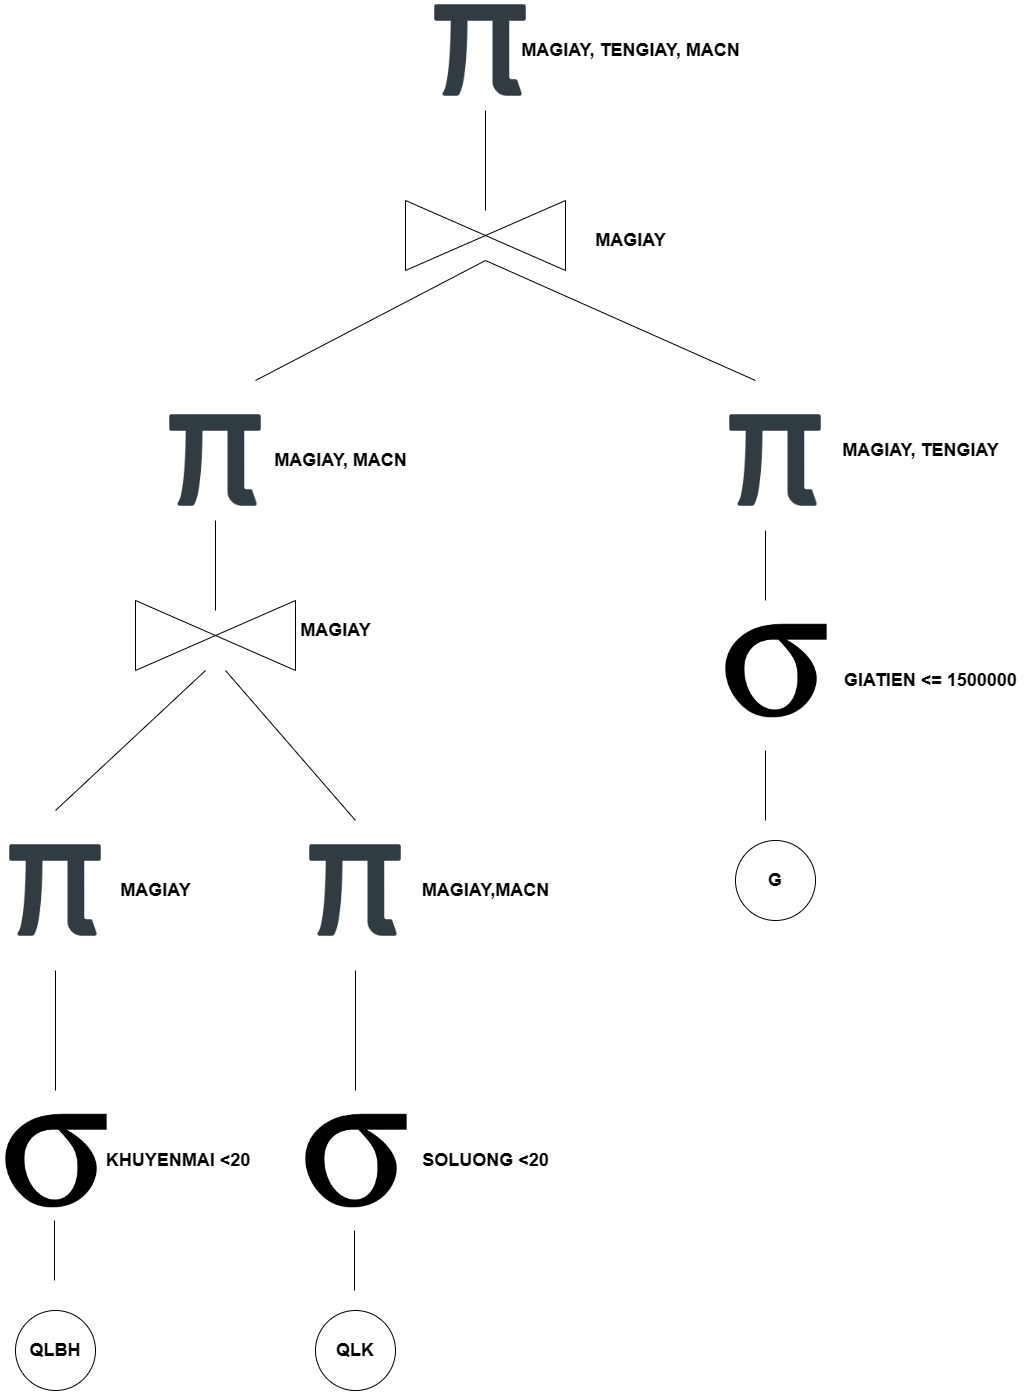 π MAGIAY, TENGIAY, MACN
MAGIAY
π MAGIAY, MACN
π MAGIAY, TENGIAY
MAGIAY
σ GIATIEN <= 1500000
π MAGIAY
π MAGIAY,MACN
G
σ KHUYENMAI <20
σ SOLUONG <20
QLBH
QLK